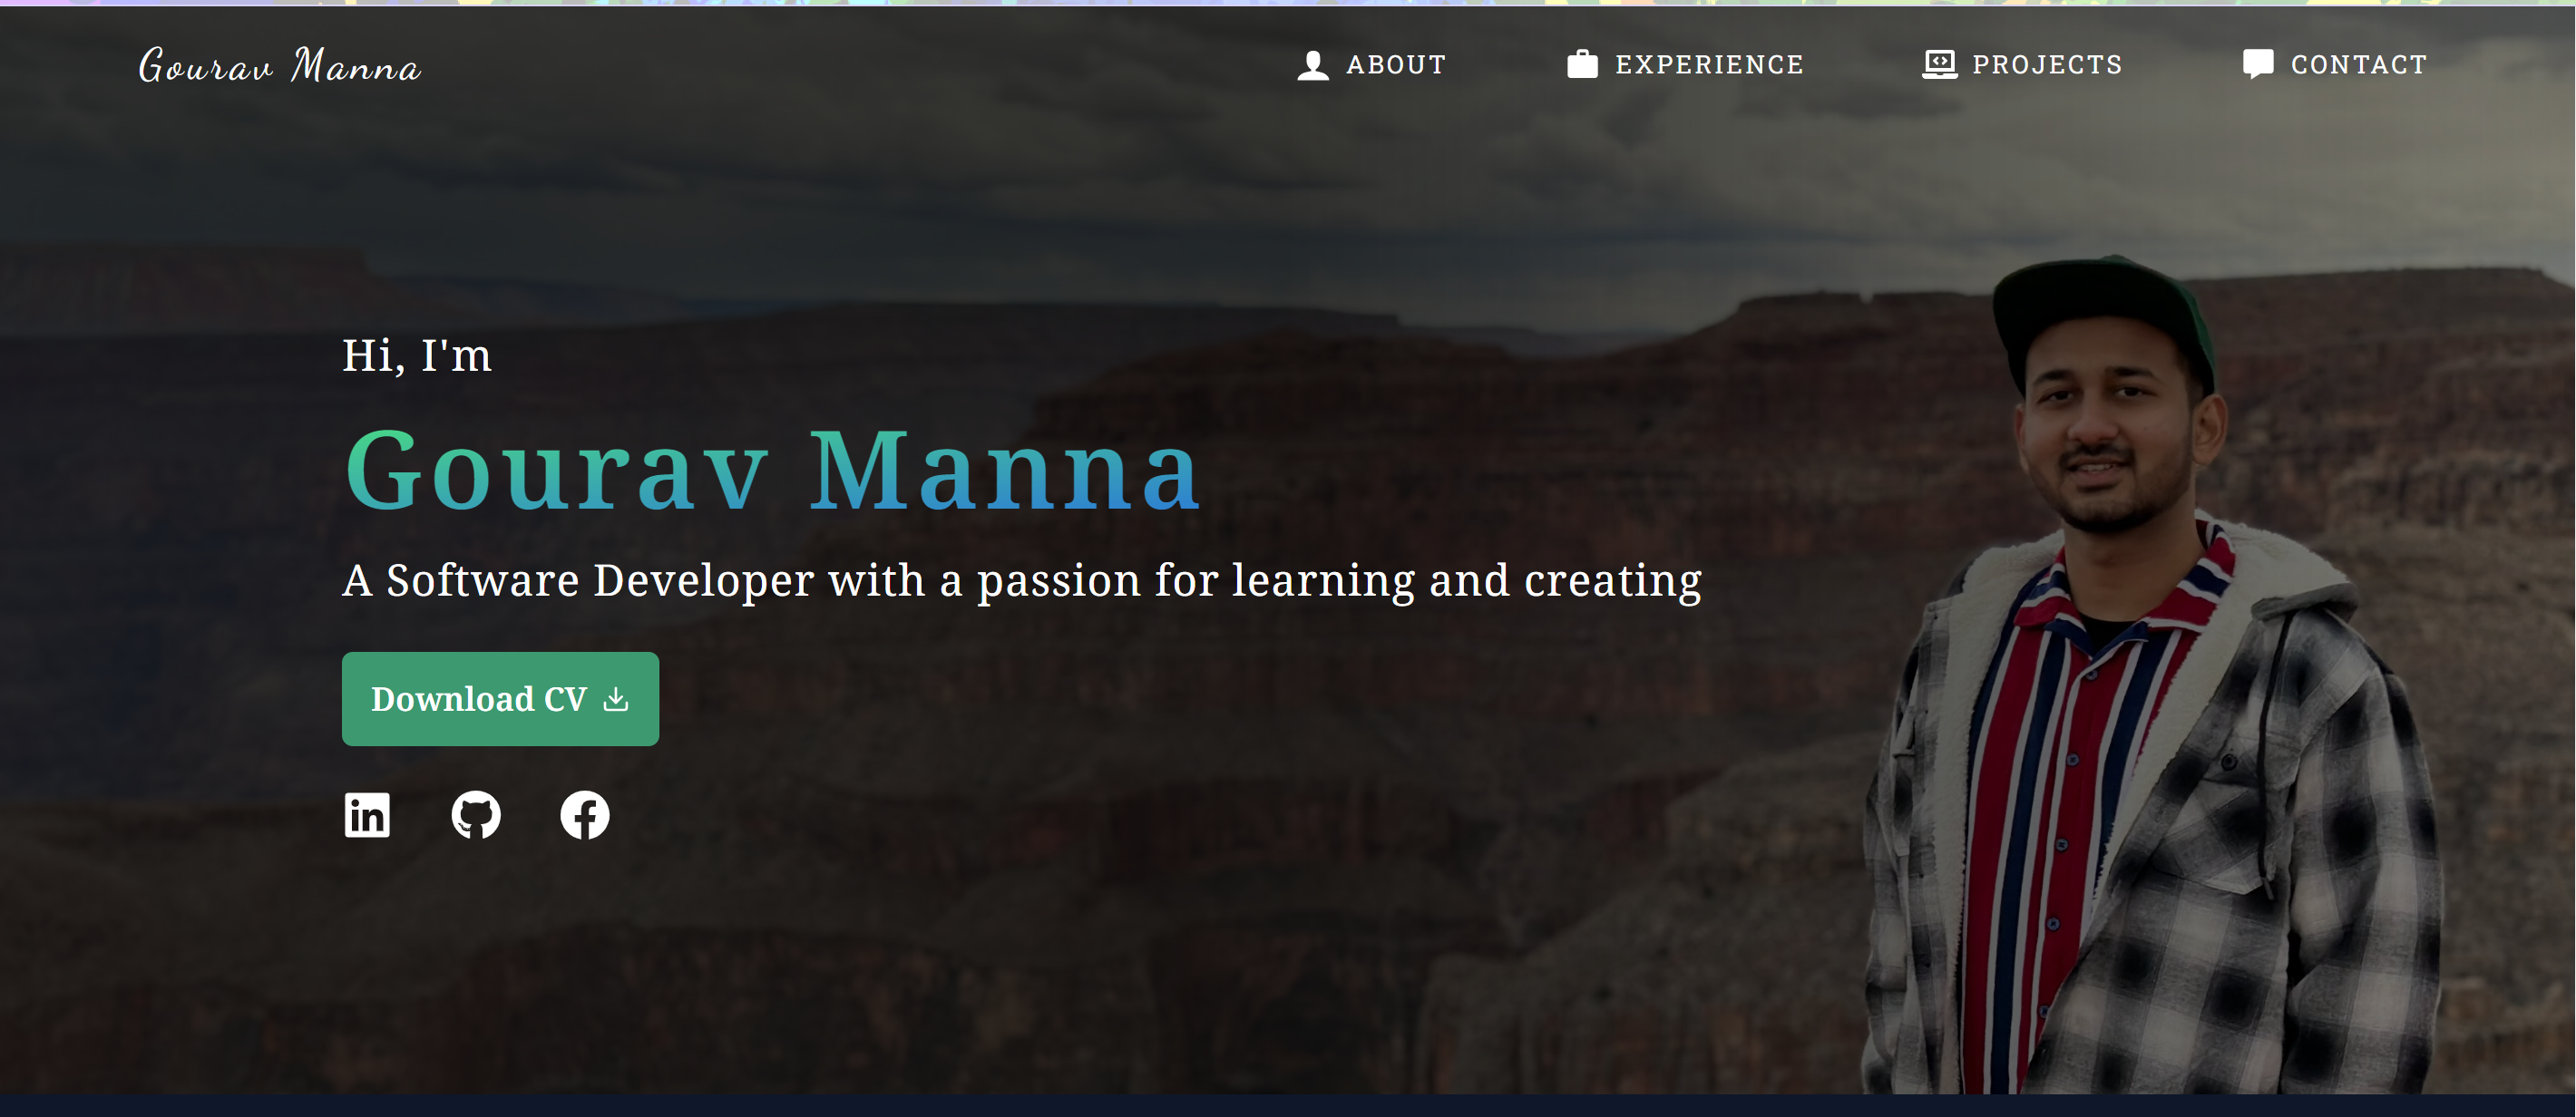 Gourav Manna
ABOUT EXPERIENCE PROJECTS CONTACT
Hi, I'm
Gourav Manna
A Software Developer with a passion for learning and creating
Download CV
in